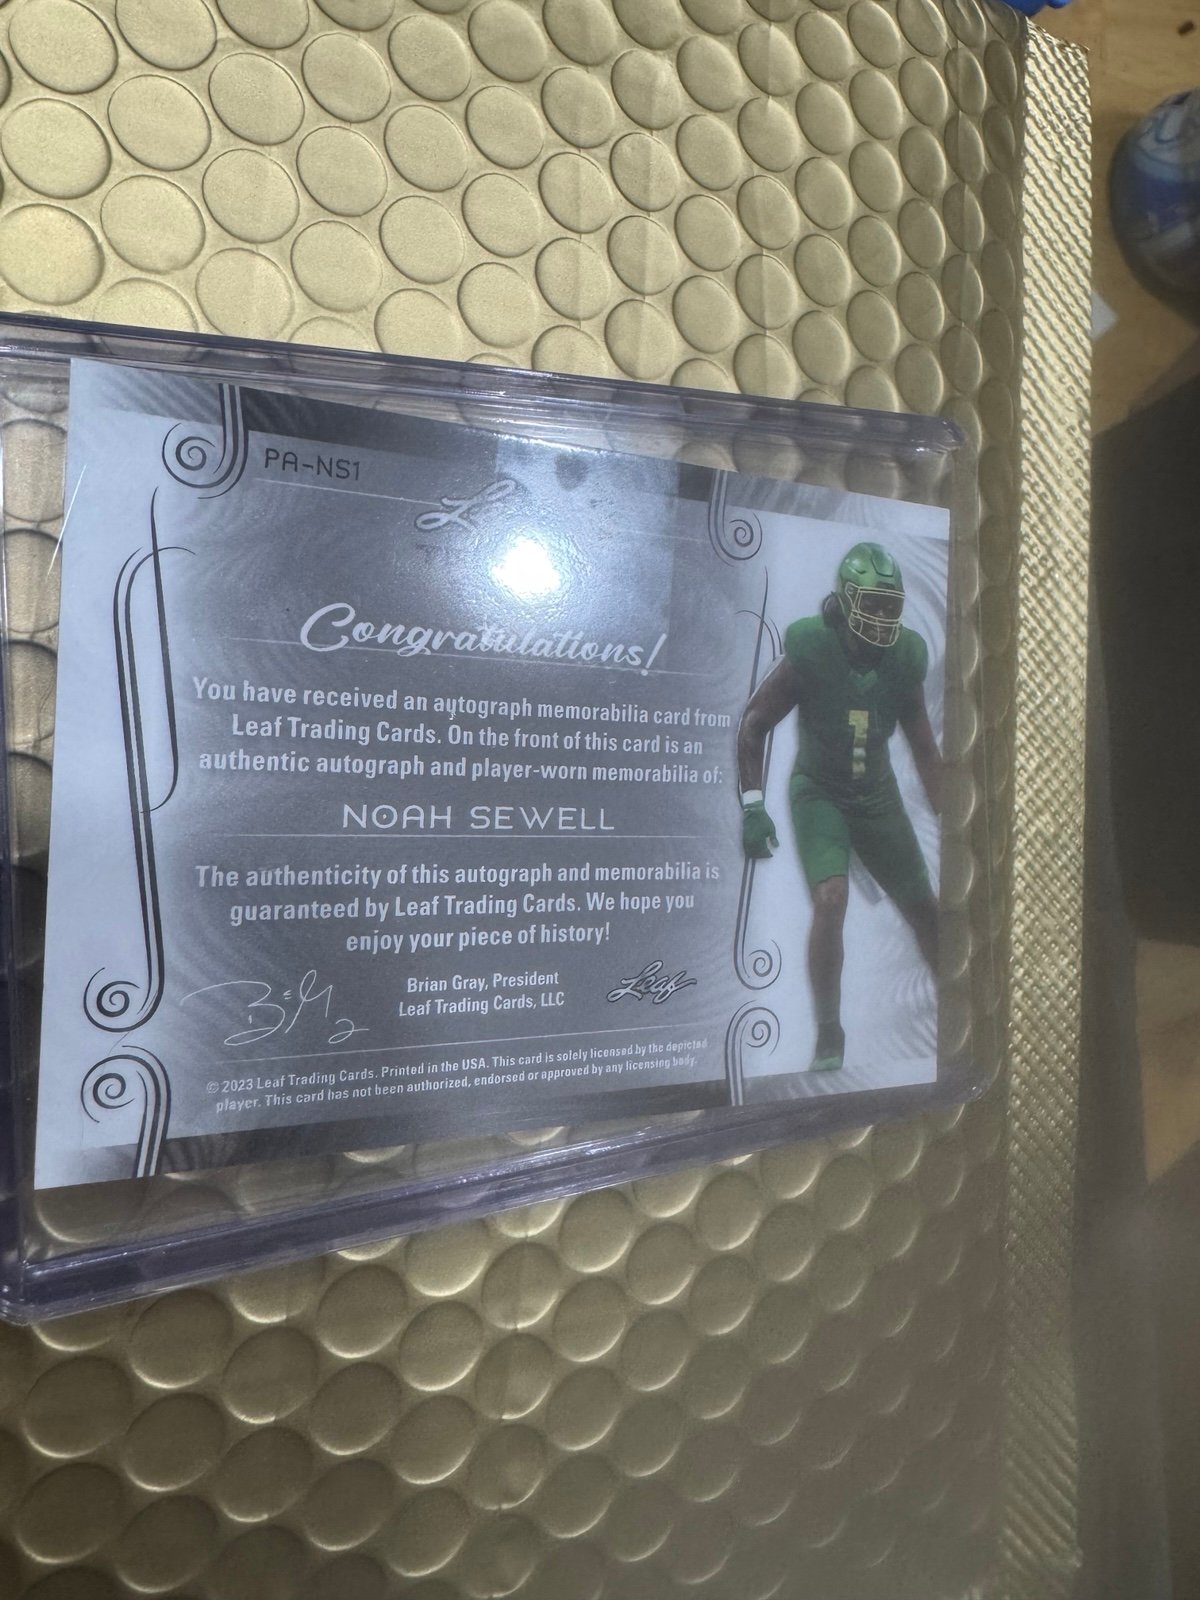 PA-NS1
L
Congratulations!
You have received an autograph memorabilia card from
Leaf Trading Cards. On the front of this card is an
authentic autograph and player-worn memorabilia of:
NOAH SEWELL
The authenticity of this autograph and memorabilia is
guaranteed by Leaf Trading Cards. We hope you
enjoy your piece of history!
Brian Gray, President
Leaf Trading Cards, LLC
Leaf
© 2023 Leaf Trading Cards. Printed in the USA. This card is solely licensed by the depicted
player. This card has not been authorized, endorsed or approved by any licensing body.
1